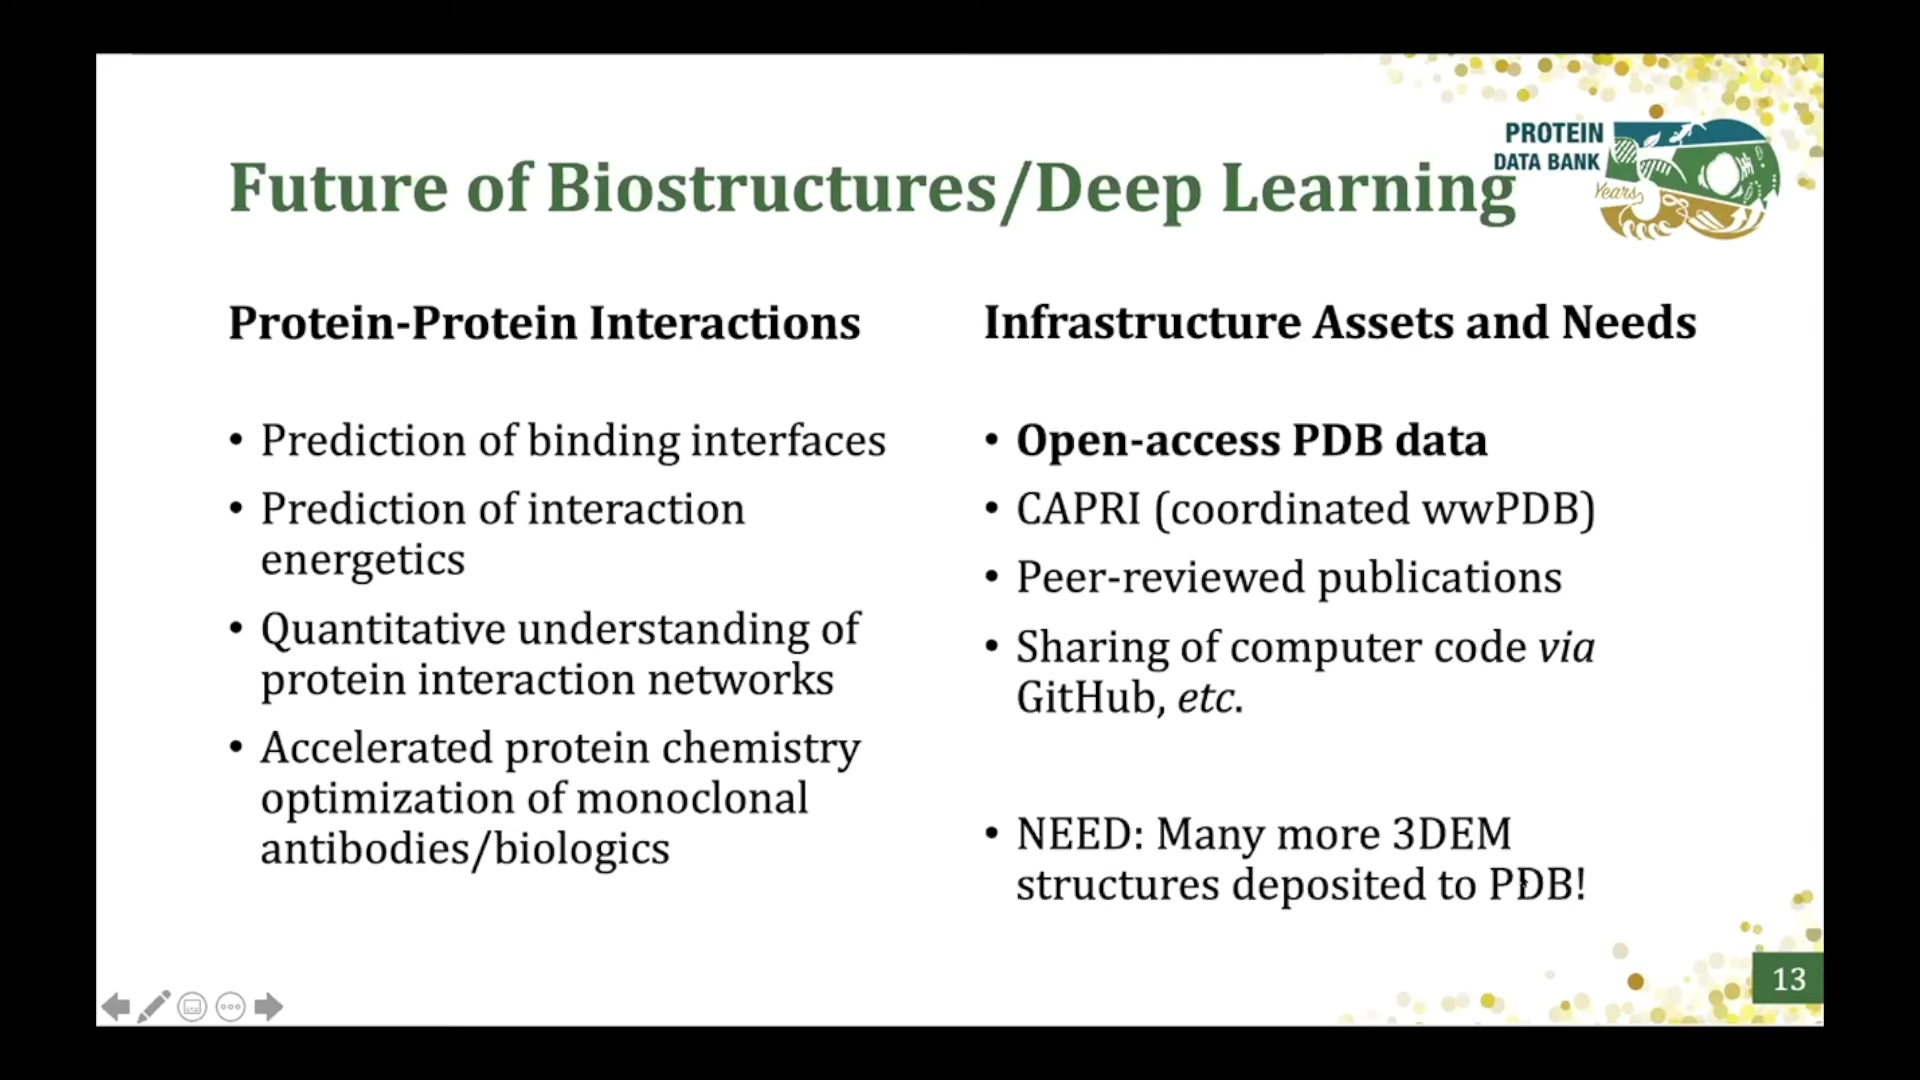 PROTEIN
DATA BANK
Years
Future of Biostructures/Deep Learning
Protein-Protein Interactions
• Prediction of binding interfaces
• Prediction of interaction
energetics
• Quantitative understanding of
protein interaction networks
• Accelerated protein chemistry
optimization of monoclonal
antibodies/biologics
Infrastructure Assets and Needs
• Open-access PDB data
• CAPRI (coordinated wwPDB)
• Peer-reviewed publications
• Sharing of computer code via
GitHub, etc.
• NEED: Many more 3DEM
structures deposited to PDB!
13